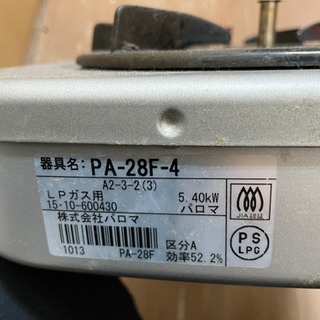 器具名: PA-28F-4
A2-3-2(3)
LPガス用 5.40kW
15・10-600430 パロマ
株式会社パロマ
区分A
1013 PA-28F 効率52.2%
JIA認証
PS
LPG